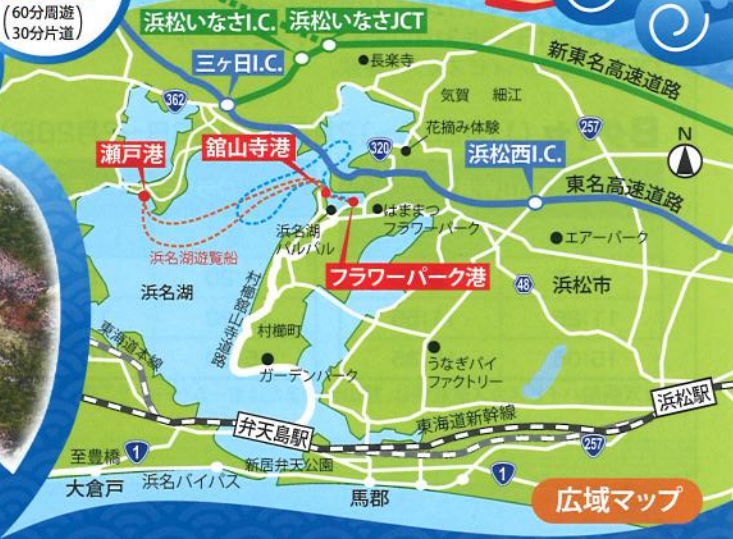 (60分周遊)
(30分片道)
浜松いなさI.C.
浜松いなさJCT
三ヶ日I.C.
長楽寺
新東名高速道路
気賀 細江
362
257
瀬戸港
舘山寺港
320
花摘み体験
浜松西I.C.
N
東名高速道路
はままつ
フラワーパーク
浜名湖
パルパル
エアーパーク
浜名湖遊覧船
フラワーパーク港
浜名湖
村櫛舘山寺道路
48
浜松市
村櫛町
ガーデンパーク
うなぎパイ
ファクトリー
東海道本線
浜松駅
弁天島駅
東海道新幹線
257
至豊橋
1
新居弁天公園
大倉戸
浜名バイパス
馬郡
1
広域マップ